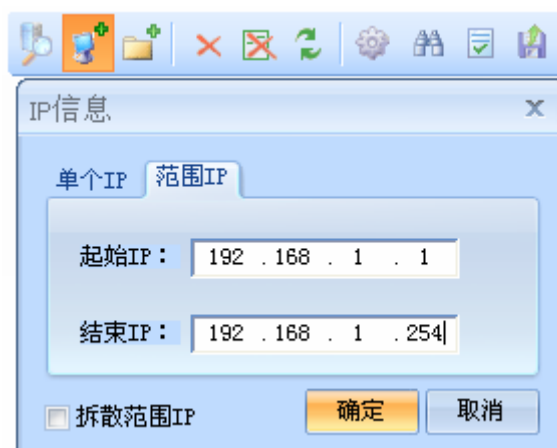 IP信息
单个IP 范围IP
起始IP： 192 . 168 . 1 . 1
结束IP： 192 . 168 . 1 . 254
拆散范围IP 确定 取消